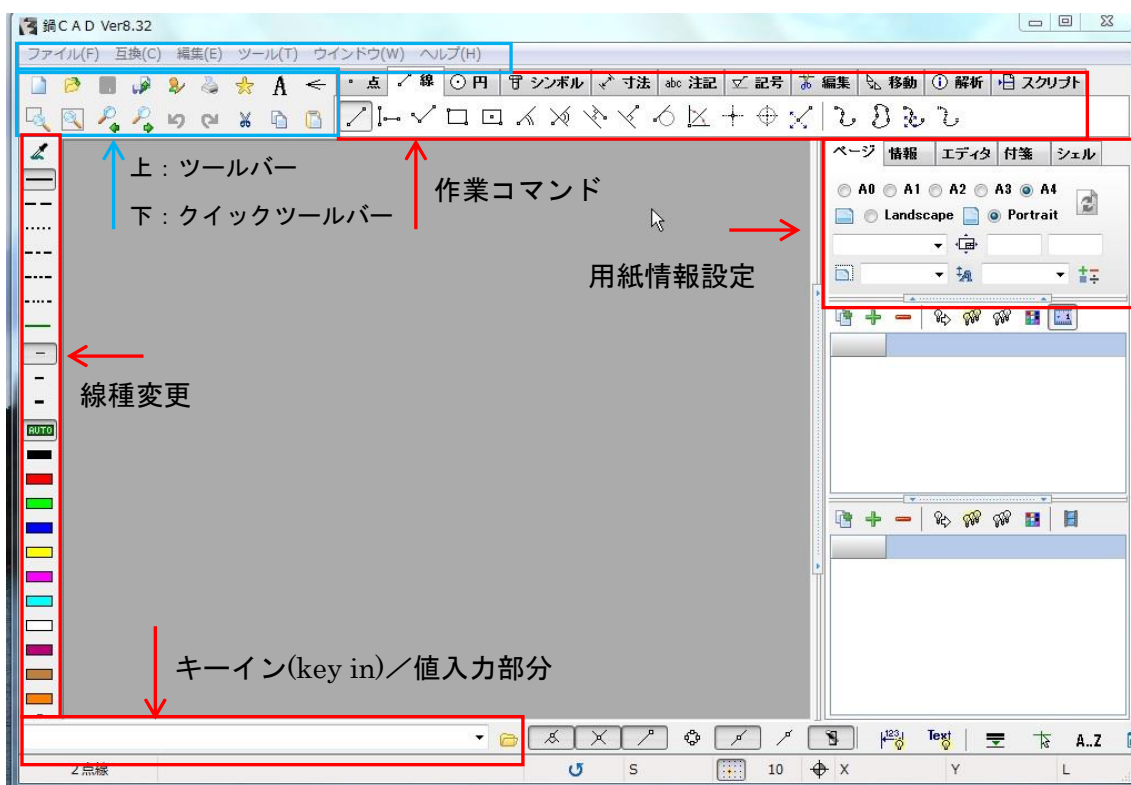 鍋CAD Ver8.32
ファイル(F) 互換(C) 編集(E) ツール(T) ウインドウ(W) ヘルプ(H)
点 線 円 シンボル 寸法 abc 注記 記号 編集 移動 解析 スクリプト
A
上：ツールバー
下：クイックツールバー
作業コマンド
用紙情報設定
ページ 情報 エディタ 付箋 シェル
A0 A1 A2 A3 A4
Landscape Portrait
線種変更
AUTO
キーイン(key in)／値入力部分
123 Text A..Z
2点線 S 10 X Y L